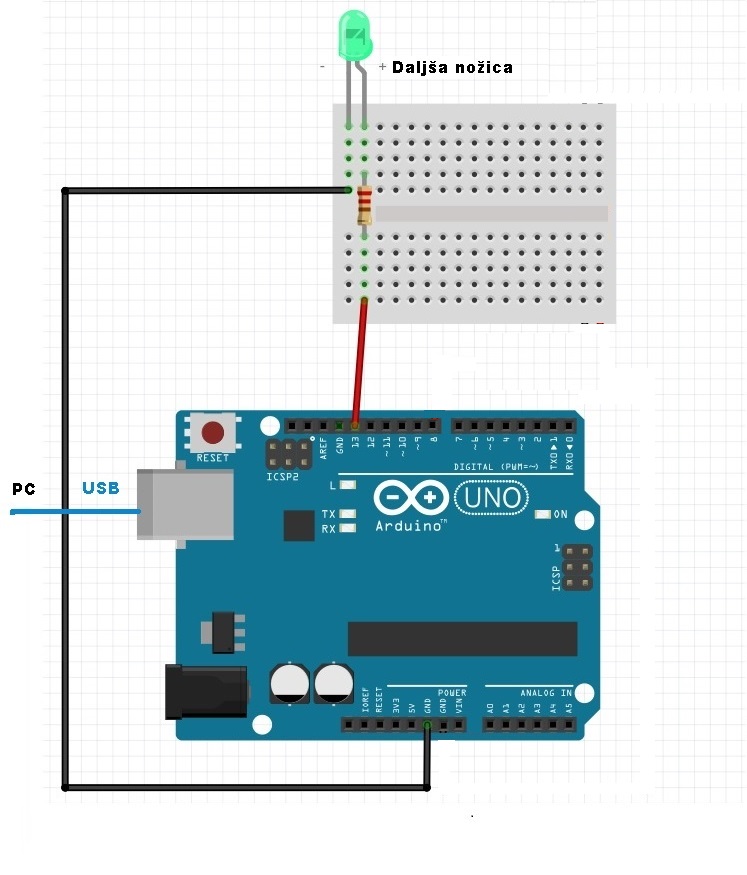 - + Daljša nožica
RESET
ICSP2
AREF
GND
13
12
~11
~10
~9
8
7
~6
~5
4
~3
2
TXD▶1
RXD◀0
DIGITAL (PWM=~)
PC USB
L
TX
RX
Arduino™
UNO
ON
1
ICSP
POWER
ANALOG IN
IOREF
RESET
3V3
5V
GND
GND
VIN
A0
A1
A2
A3
A4
A5